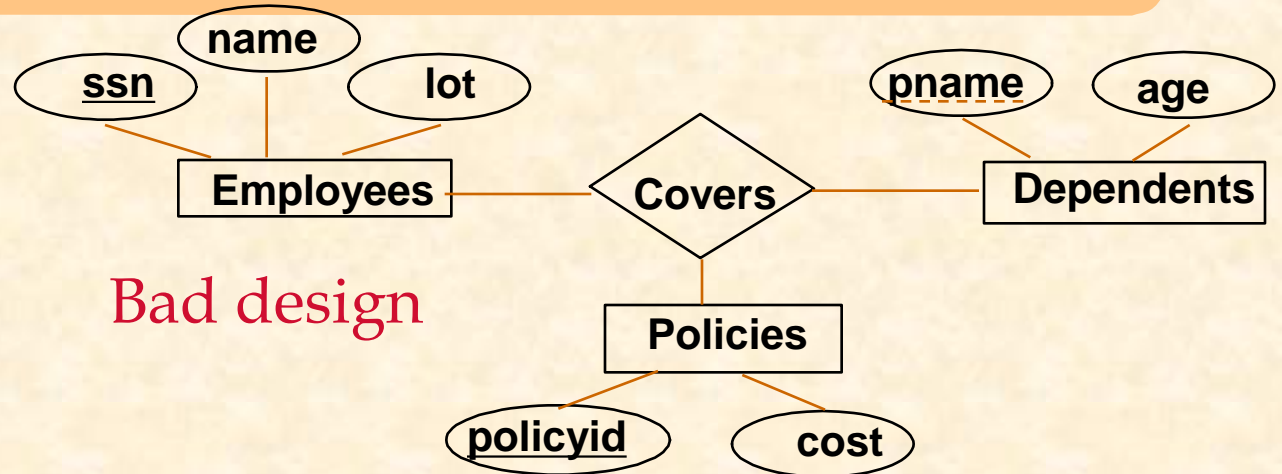 name
ssn
lot
pname
age
Employees
Covers
Dependents
Bad design
Policies
policyid
cost